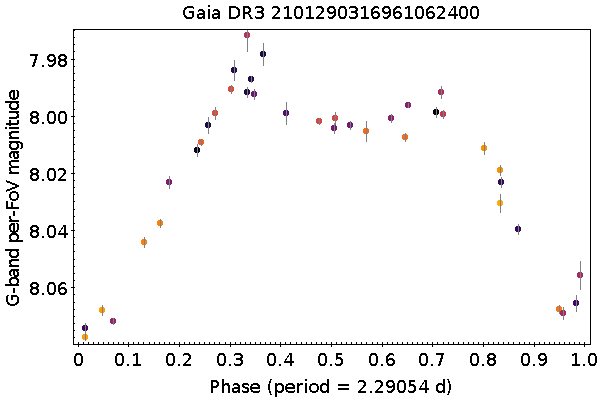 Gaia DR3 2101290316961062400
G-band per-FoV magnitude
7.98
8.00
8.02
8.04
8.06
0 0.1 0.2 0.3 0.4 0.5 0.6 0.7 0.8 0.9 1.0
Phase (period = 2.29054 d)